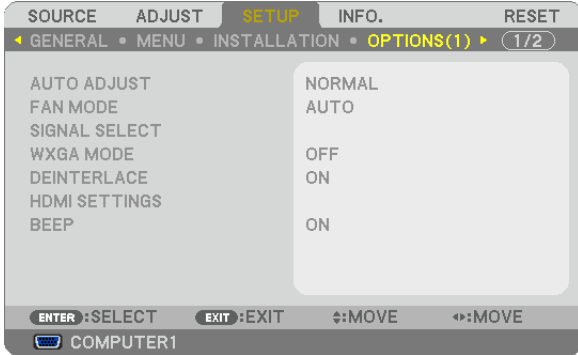 SOURCE ADJUST SETUP INFO. RESET
GENERAL • MENU • INSTALLATION • OPTIONS(1) 1/2
AUTO ADJUST NORMAL
FAN MODE AUTO
SIGNAL SELECT
WXGA MODE OFF
DEINTERLACE ON
HDMI SETTINGS
BEEP ON
ENTER :SELECT EXIT :EXIT :MOVE :MOVE
COMPUTER1